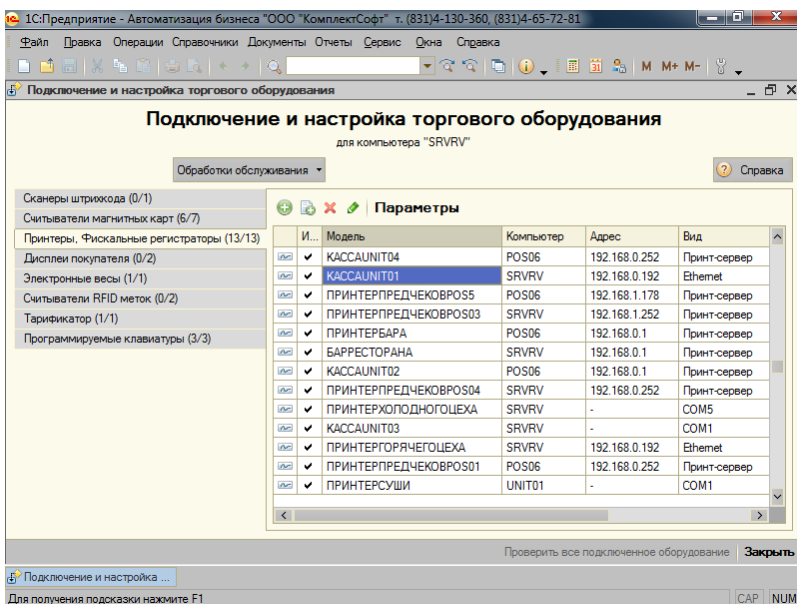 1С:Предприятие - Автоматизация бизнеса "ООО "КомплектСофт" т. (831)4-130-360, (831)4-65-72-81
Файл Правка Операции Справочники Документы Отчеты Сервис Окна Справка
M M+ M-
Подключение и настройка торгового оборудования
Подключение и настройка торгового оборудования
для компьютера "SRVRV"
Обработки обслуживания
Справка
Сканеры штрихкода (0/1)
Считыватели магнитных карт (6/7)
Принтеры, Фискальные регистраторы (13/13)
Дисплеи покупателя (0/2)
Электронные весы (1/1)
Считыватели RFID меток (0/2)
Тарификатор (1/1)
Программируемые клавиатуры (3/3)
Параметры
И... Модель Компьютер Адрес Вид
КАССАUNIT04 POS06 192.168.0.252 Принт-сервер
КАССАUNIT01 SRVRV 192.168.0.192 Ethernet
ПРИНТЕРПРЕДЧЕКОВPOS5 POS06 192.168.1.178 Принт-сервер
ПРИНТЕРПРЕДЧЕКОВPOS03 SRVRV 192.168.1.252 Принт-сервер
ПРИНТЕРБАРА POS06 192.168.0.1 Принт-сервер
БАРРЕСТОРАНА SRVRV 192.168.0.1 Принт-сервер
КАССАUNIT02 POS06 192.168.0.1 Принт-сервер
ПРИНТЕРПРЕДЧЕКОВPOS04 SRVRV 192.168.0.252 Принт-сервер
ПРИНТЕРХОЛОДНОГОЦЕХА SRVRV - COM5
КАССАUNIT03 SRVRV - COM1
ПРИНТЕРГОРЯЧЕГОЦЕХА SRVRV 192.168.0.192 Ethernet
ПРИНТЕРПРЕДЧЕКОВPOS01 POS06 192.168.0.252 Принт-сервер
ПРИНТЕРСУШИ UNIT01 - COM1
Проверить все подключенное оборудование Закрыть
Подключение и настройка ...
Для получения подсказки нажмите F1 CAP NUM